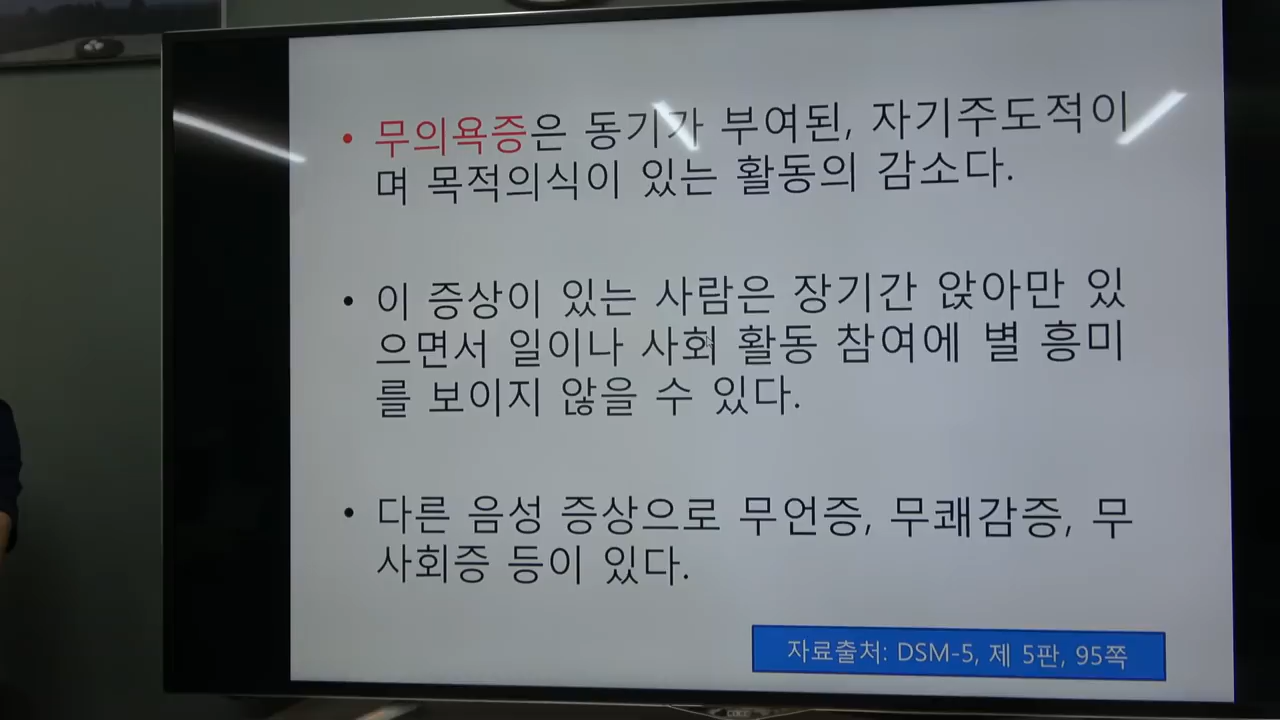 • 무의욕증은 동기가 부여된, 자기주도적이
며 목적의식이 있는 활동의 감소다.
• 이 증상이 있는 사람은 장기간 앉아만 있
으면서 일이나 사회 활동 참여에 별 흥미
를 보이지 않을 수 있다.
• 다른 음성 증상으로 무언증, 무쾌감증, 무
사회증 등이 있다.
자료출처: DSM-5, 제 5판, 95쪽